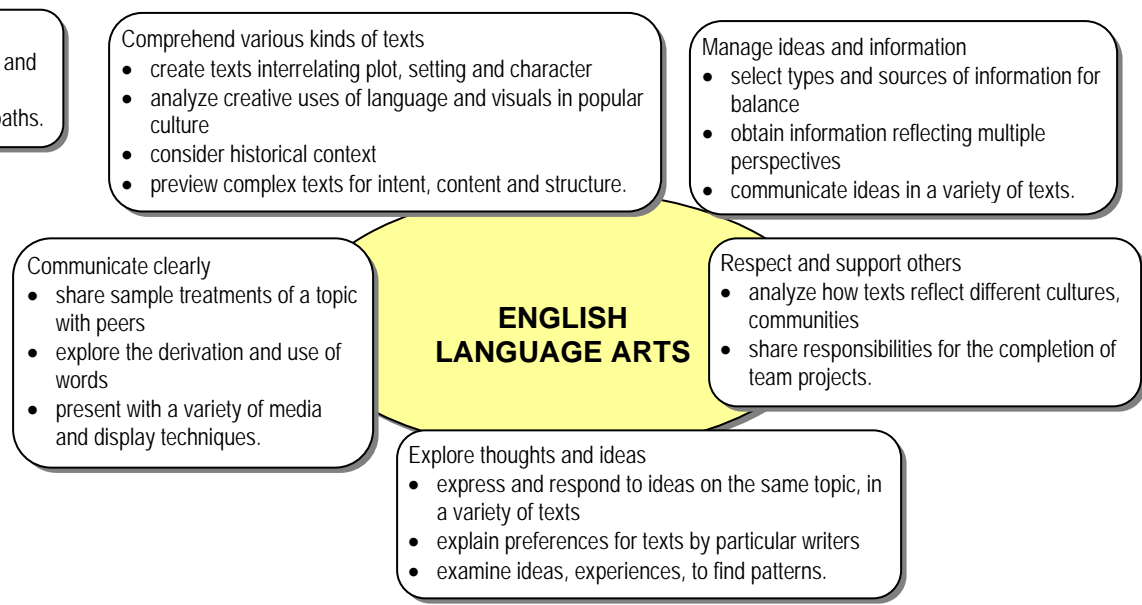 and
paths.
Comprehend various kinds of texts
• create texts interrelating plot, setting and character
• analyze creative uses of language and visuals in popular
culture
• consider historical context
• preview complex texts for intent, content and structure.
Manage ideas and information
• select types and sources of information for
balance
• obtain information reflecting multiple
perspectives
• communicate ideas in a variety of texts.
Communicate clearly
• share sample treatments of a topic
with peers
• explore the derivation and use of
words
• present with a variety of media
and display techniques.
ENGLISH
LANGUAGE ARTS
Respect and support others
• analyze how texts reflect different cultures,
communities
• share responsibilities for the completion of
team projects.
Explore thoughts and ideas
• express and respond to ideas on the same topic, in
a variety of texts
• explain preferences for texts by particular writers
• examine ideas, experiences, to find patterns.